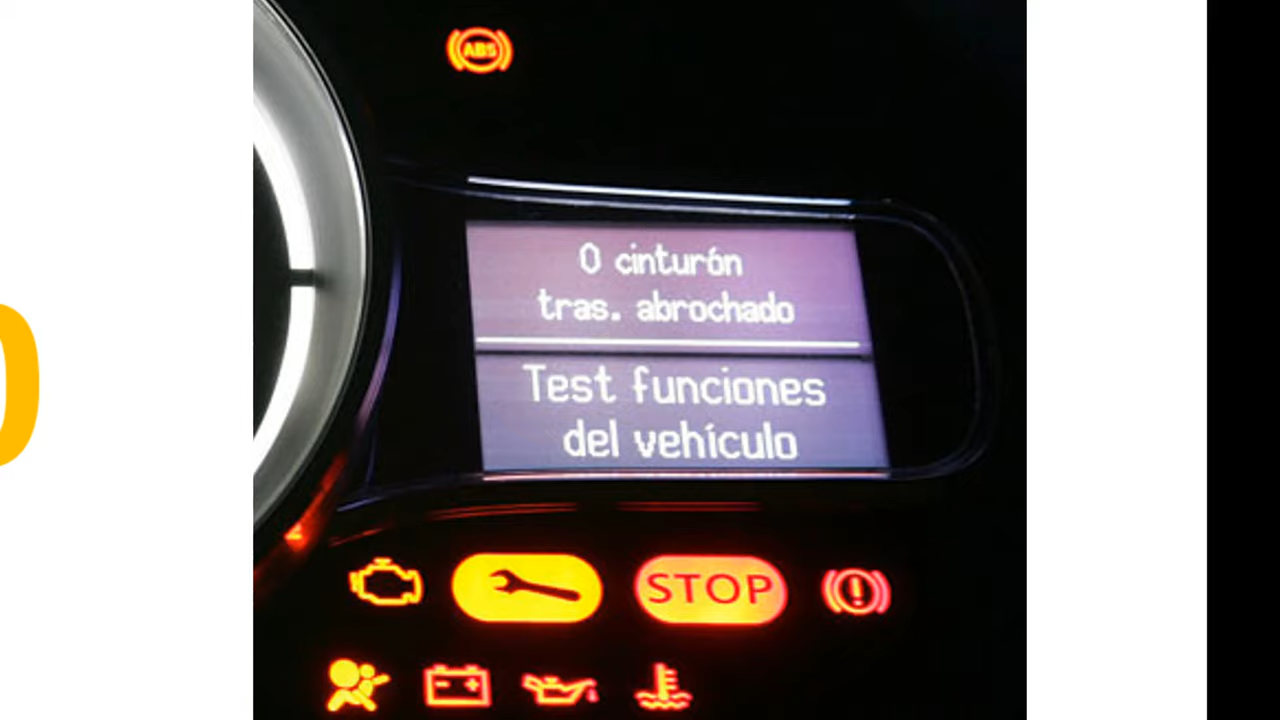 ABS
0 cinturón
tras. abrochado
Test funciones
del vehículo
STOP